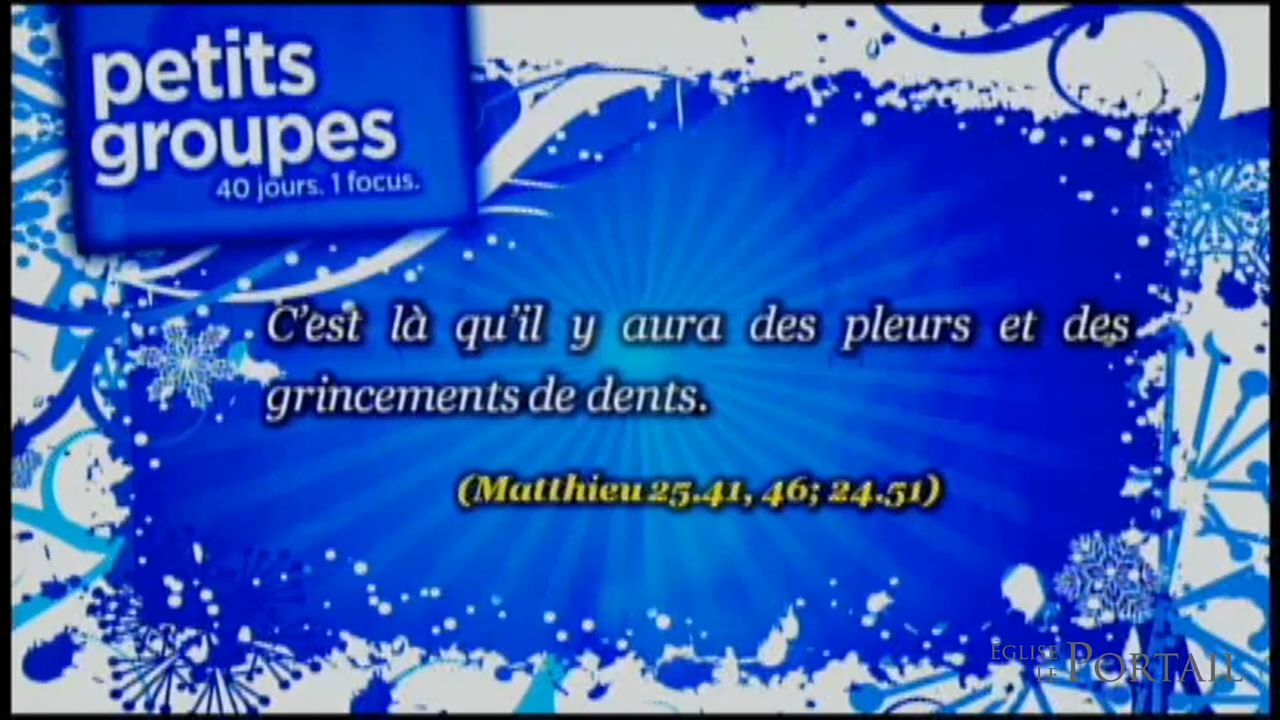 petits
groupes
40 jours. 1 focus.
C'est là qu'il y aura des pleurs et des
grincements de dents.
(Matthieu 25.41, 46; 24.51)
ÉGLISE
LE PORTAIL